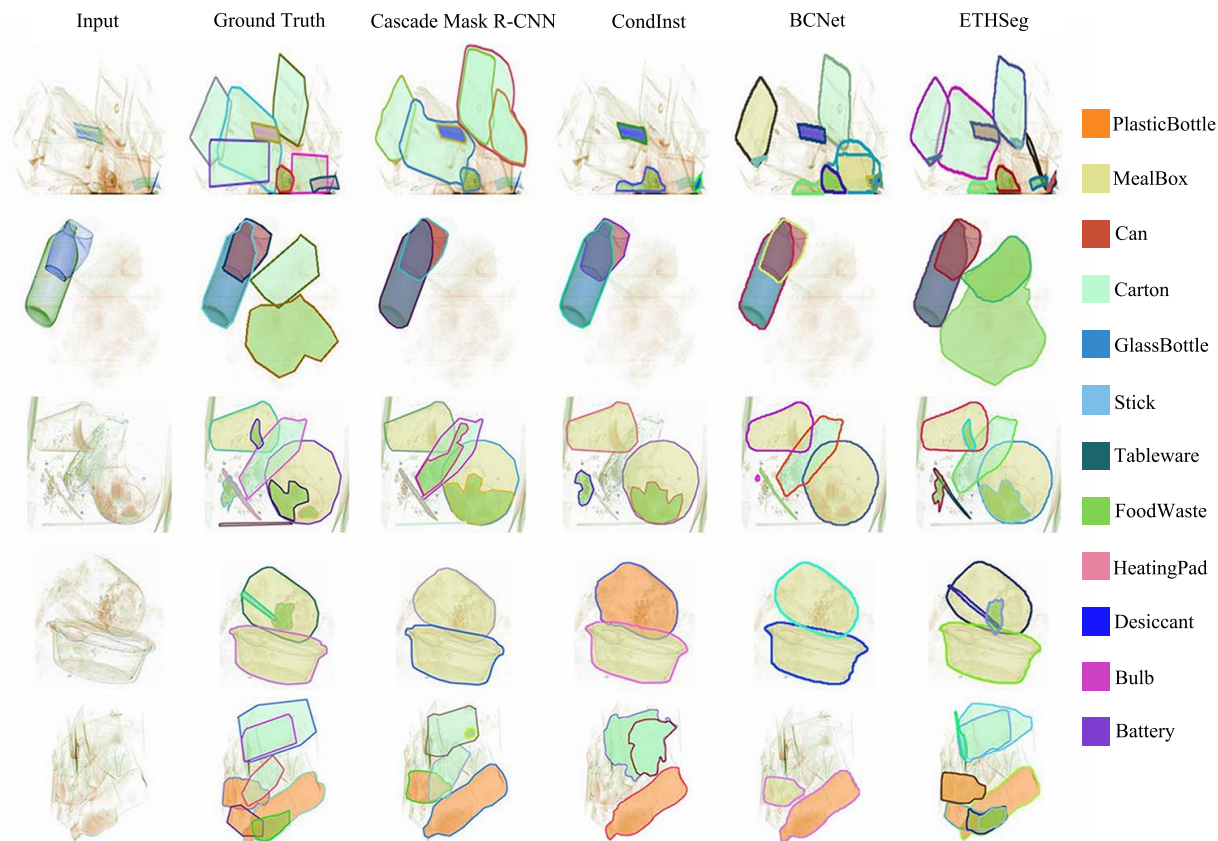 Input Ground Truth Cascade Mask R-CNN CondInst BCNet ETHSeg
PlasticBottle
MealBox
Can
Carton
GlassBottle
Stick
Tableware
FoodWaste
HeatingPad
Desiccant
Bulb
Battery